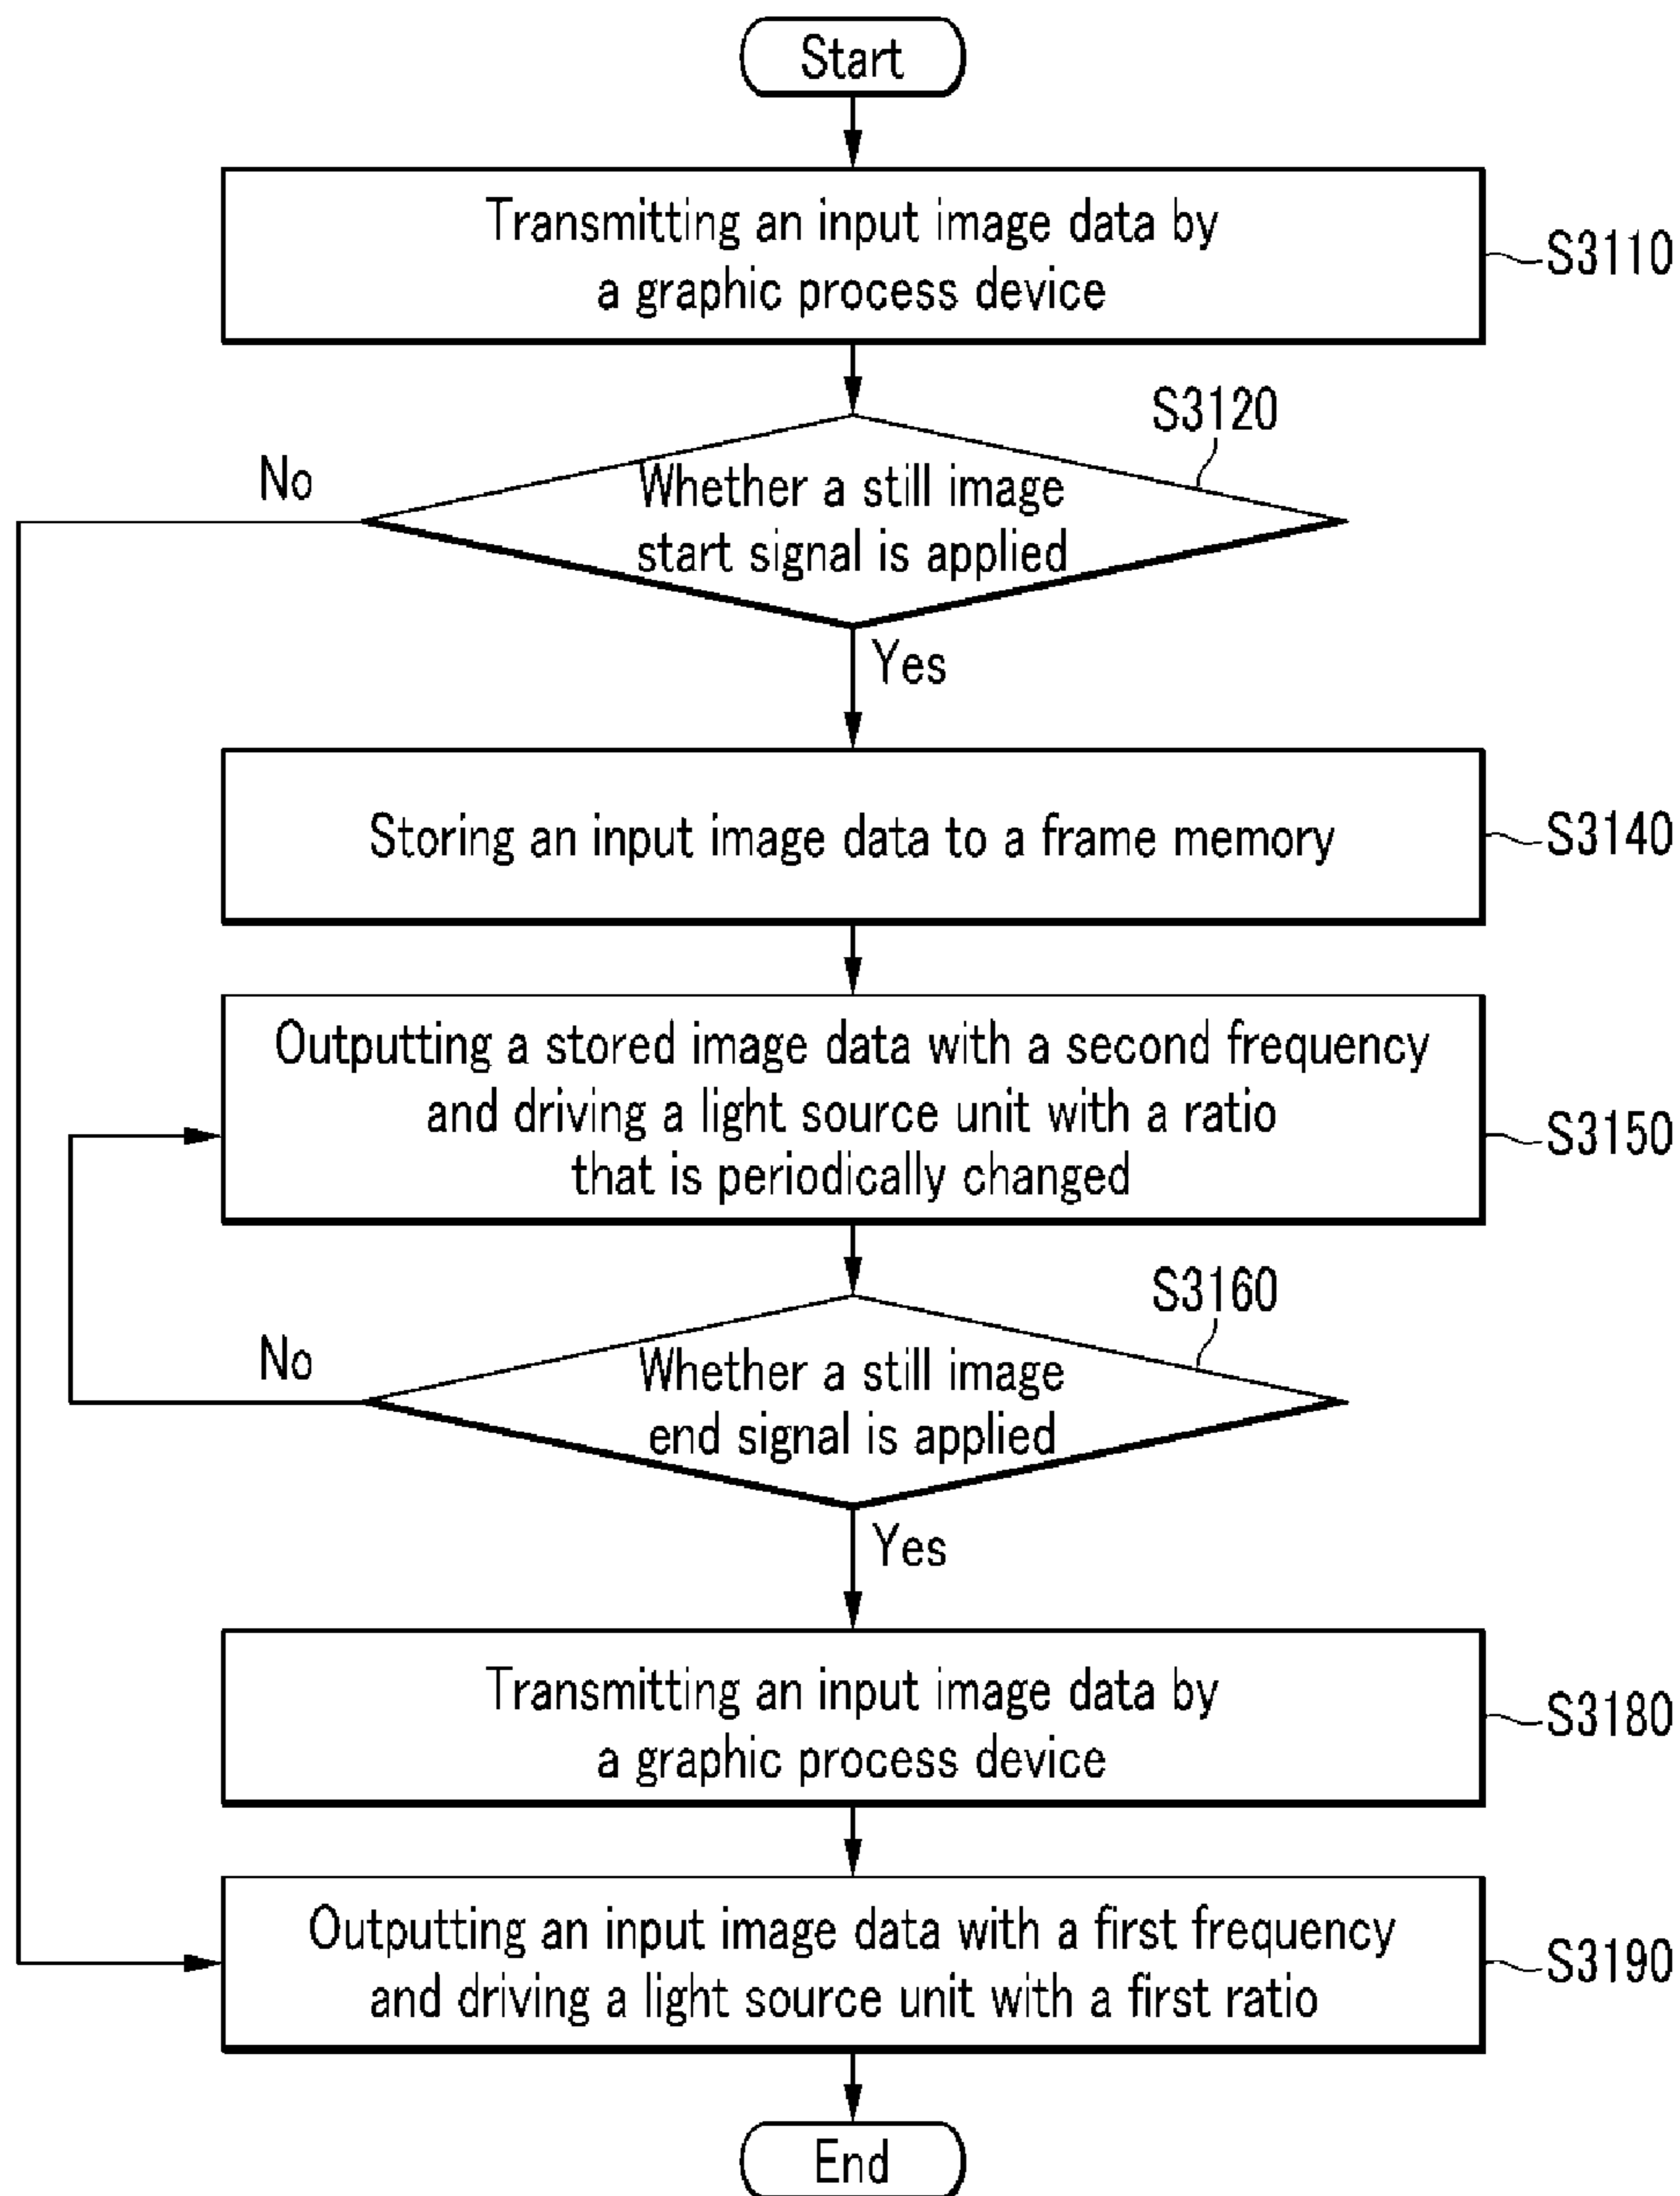 Start
Transmitting an input image data by
a graphic process device
S3110
S3120
No
Whether a still image
start signal is applied
Yes
Storing an input image data to a frame memory
S3140
Outputting a stored image data with a second frequency
and driving a light source unit with a ratio
that is periodically changed
S3150
S3160
No
Whether a still image
end signal is applied
Yes
Transmitting an input image data by
a graphic process device
S3180
Outputting an input image data with a first frequency
and driving a light source unit with a first ratio
S3190
End